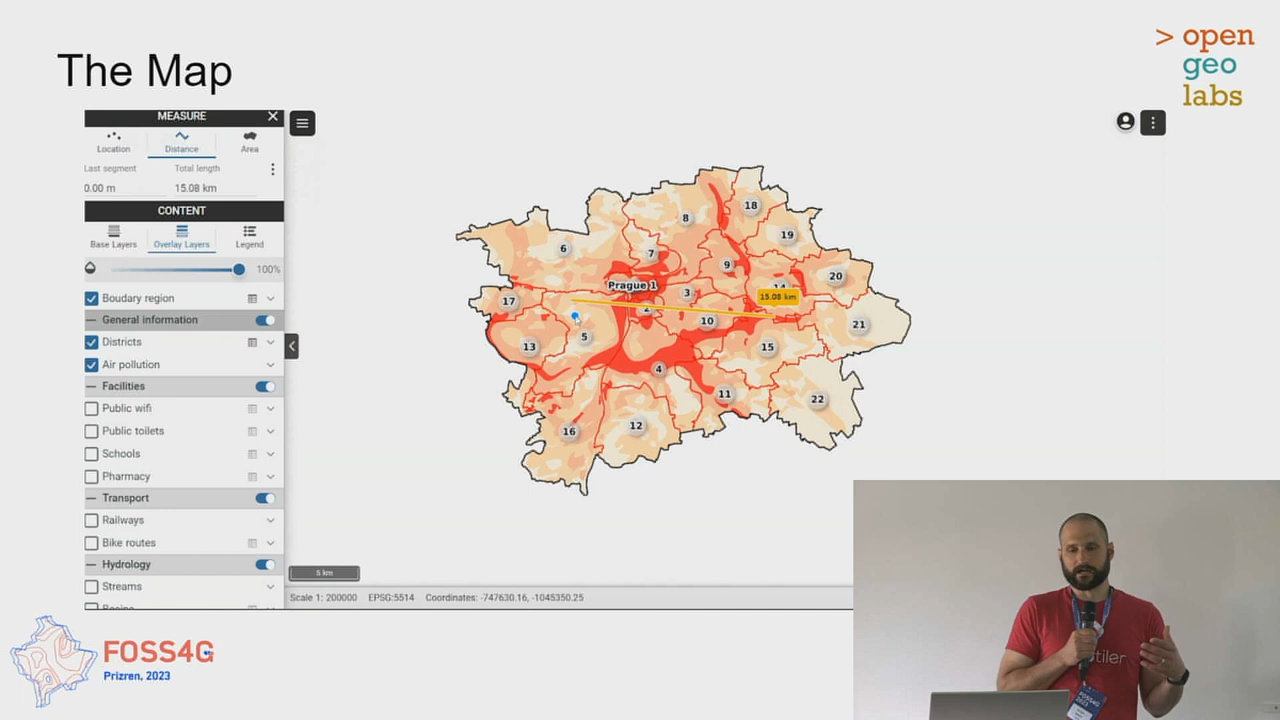 The Map
> open
geo
labs
MEASURE
Location Distance Area
Last segment Total length
0.00 m 15.08 km
CONTENT
Base Layers Overlay Layers Legend
100%
Boudary region
General information
Districts
Air pollution
Facilities
Public wifi
Public toilets
Schools
Pharmacy
Transport
Railways
Bike routes
Hydrology
Streams
18
8
19
6
7
9
20
14
Prague 1
3
15.08 km
17
2
10
21
5
13
15
4
11
22
12
16
5 km
Scale 1: 200000 EPSG:5514 Coordinates: -747630.16, -1045350.25
FOSS4G
Prizren, 2023
tiler
FOSS4G
2023